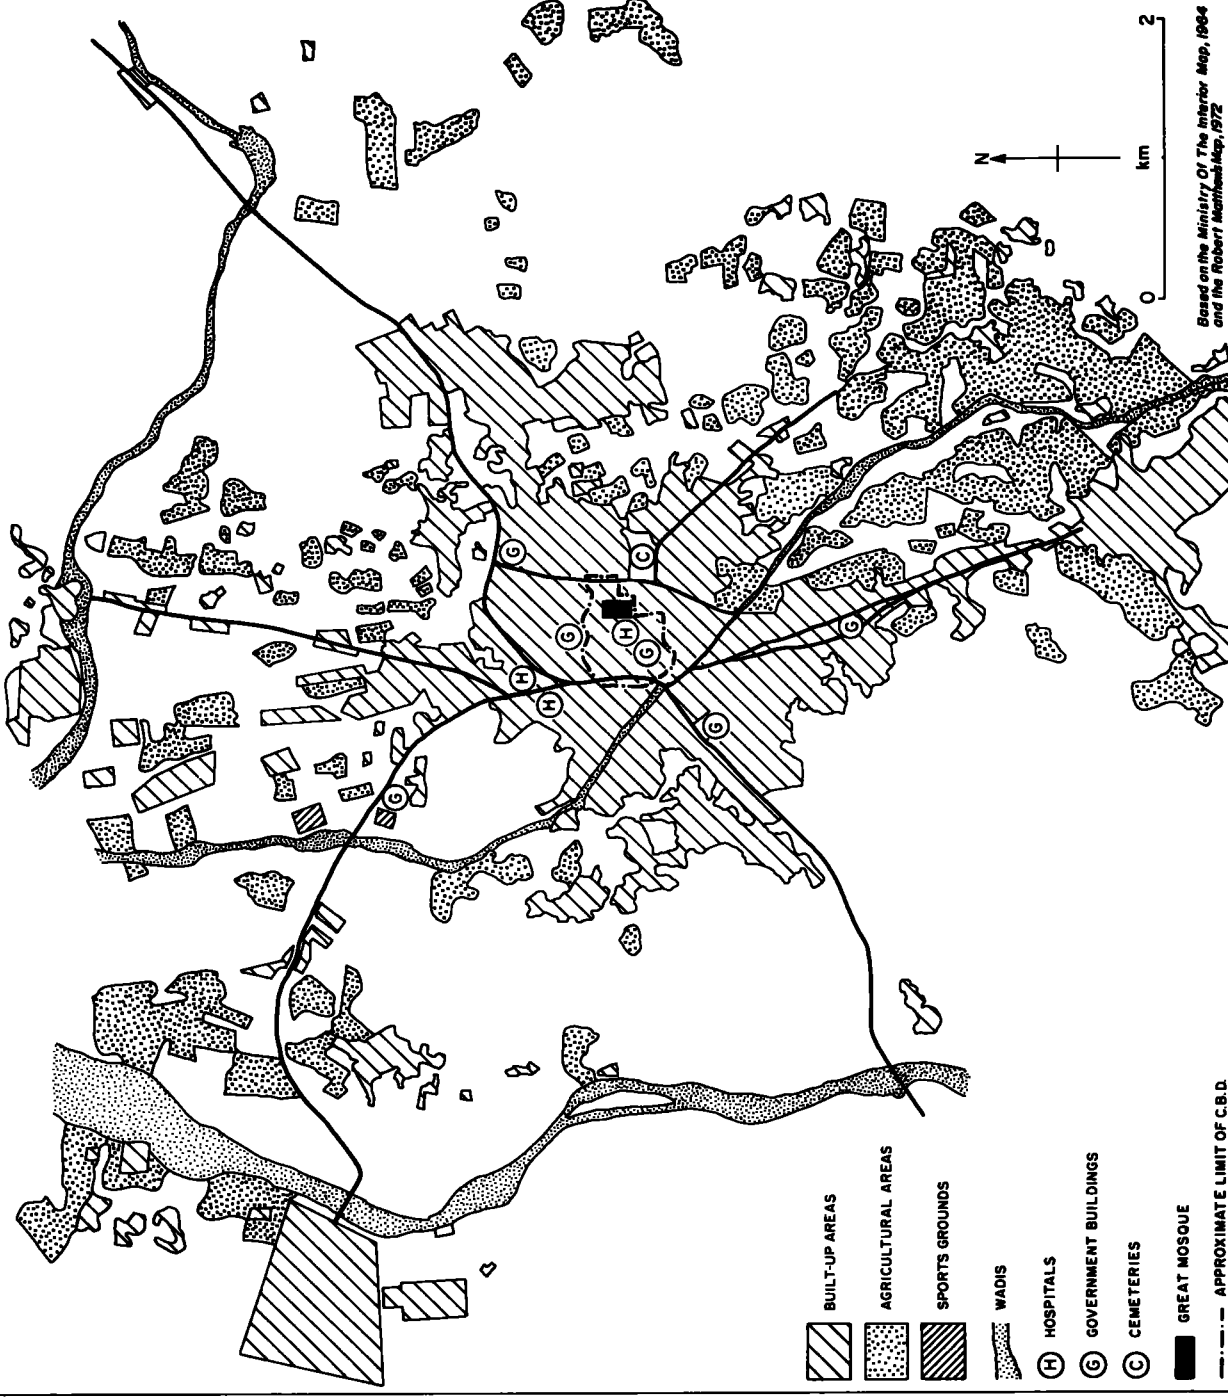 G
C
G
H
G
H
H
G
G
G
N
2
km
0
Based on the Ministry Of The Interior Map, 1964
and the Robert Matthew Map, 1972
BUILT-UP AREAS
AGRICULTURAL AREAS
SPORTS GROUNDS
WADIS
H HOSPITALS
G GOVERNMENT BUILDINGS
C CEMETERIES
GREAT MOSQUE
APPROXIMATE LIMIT OF C.B.D.